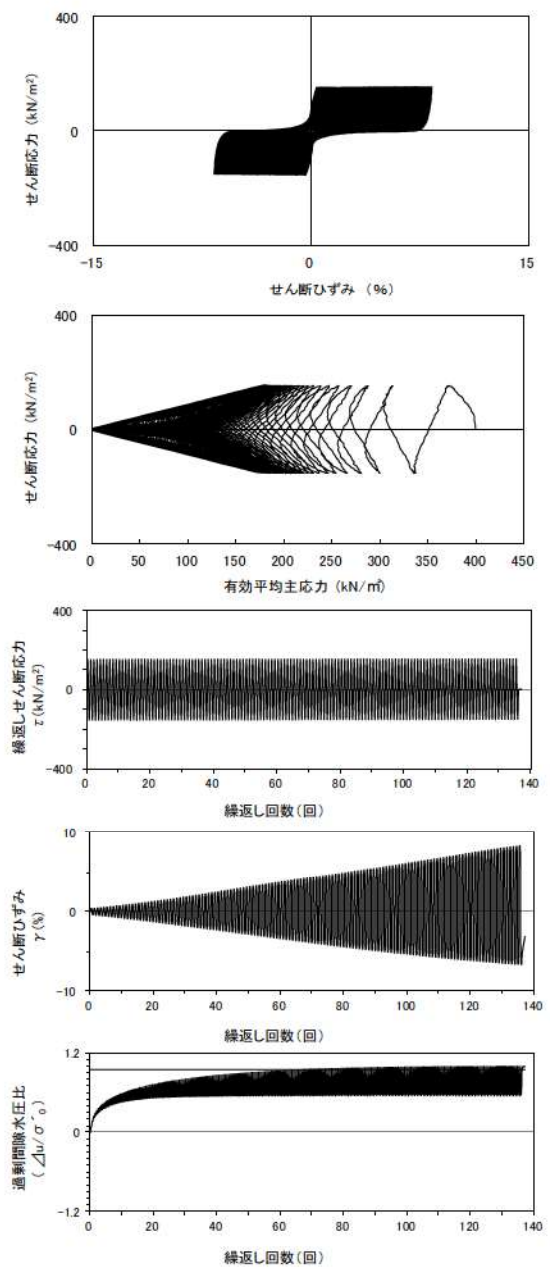 400
0
-400
せん断応力 (kN/m²)
-15
0
15
せん断ひずみ (%)
400
0
-400
せん断応力 (kN/m²)
0 50 100 150 200 250 300 350 400 450
有効平均主応力 (kN/㎡)
400
0
-400
繰返しせん断応力
τ(kN/m²)
0 20 40 60 80 100 120 140
繰返し回数(回)
10
0
-10
せん断ひずみ
γ(%)
0 20 40 60 80 100 120 140
繰返し回数(回)
1.2
0
-1.2
過剰間隙水圧比
(⊿u/σ´₀)
0 20 40 60 80 100 120 140
繰返し回数(回)